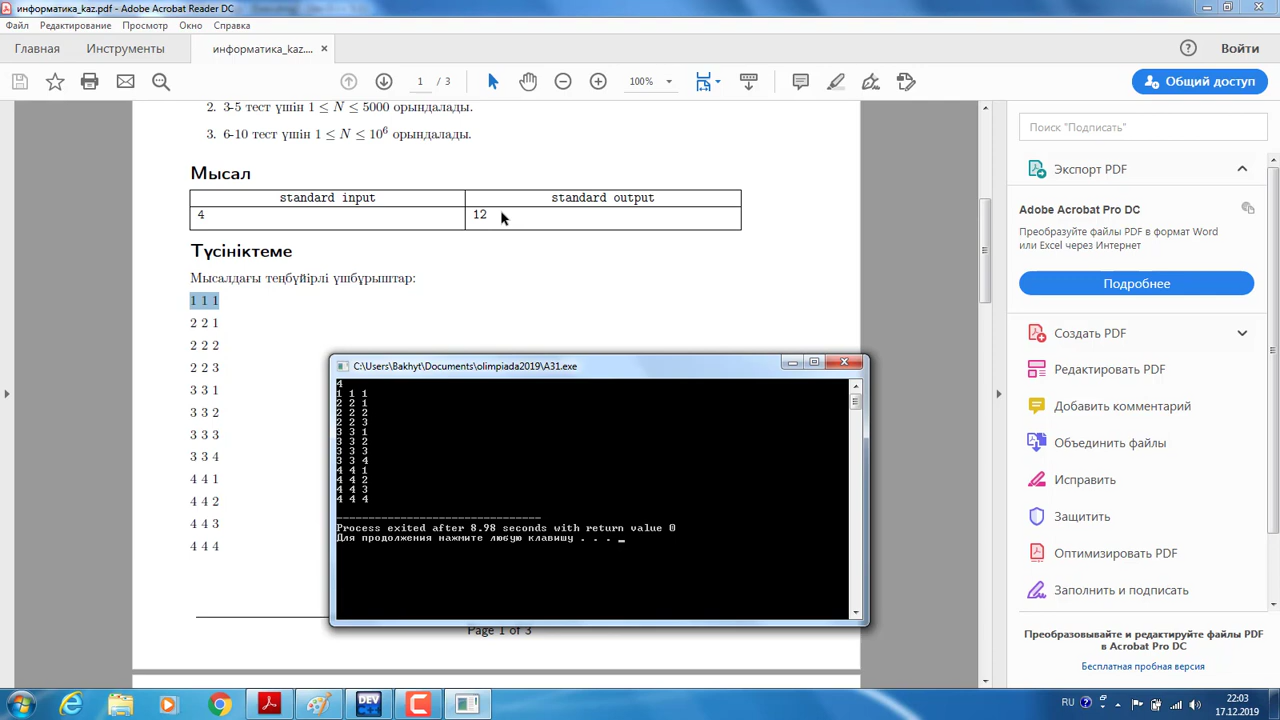 информатика_kaz.pdf - Adobe Acrobat Reader DC
Файл Редактирование Просмотр Окно Справка
Главная Инструменты информатика_kaz.... × Войти
1 / 3 100% Общий доступ
2. 3-5 тест үшін 1 ≤ N ≤ 5000 орындалады.
3. 6-10 тест үшін 1 ≤ N ≤ 10⁶ орындалады.
Мысал
standard input standard output
4 12
Түсініктеме
Мысалдағы теңбүйірлі үшбұрыштар:
1 1 1
2 2 1
2 2 2
2 2 3
3 3 1
3 3 2
3 3 3
3 3 4
4 4 1
4 4 2
4 4 3
4 4 4
Page 1 of 3
C:\Users\Bakhyt\Documents\olimpiada2019\A31.exe
4
1 1 1
2 2 1
2 2 2
2 2 3
3 3 1
3 3 2
3 3 3
3 3 4
4 4 1
4 4 2
4 4 3
4 4 4
--------------------------------
Process exited after 8.98 seconds with return value 0
Для продолжения нажмите любую клавишу . . . _
Поиск "Подписать"
Экспорт PDF
Adobe Acrobat Pro DC
Преобразуйте файлы PDF в формат Word
или Excel через Интернет
Подробнее
Создать PDF
Редактировать PDF
Добавить комментарий
Объединить файлы
Исправить
Защитить
Оптимизировать PDF
Заполнить и подписать
Преобразовывайте и редактируйте файлы PDF
в Acrobat Pro DC
Бесплатная пробная версия
DEV
RU
22:03
17.12.2019